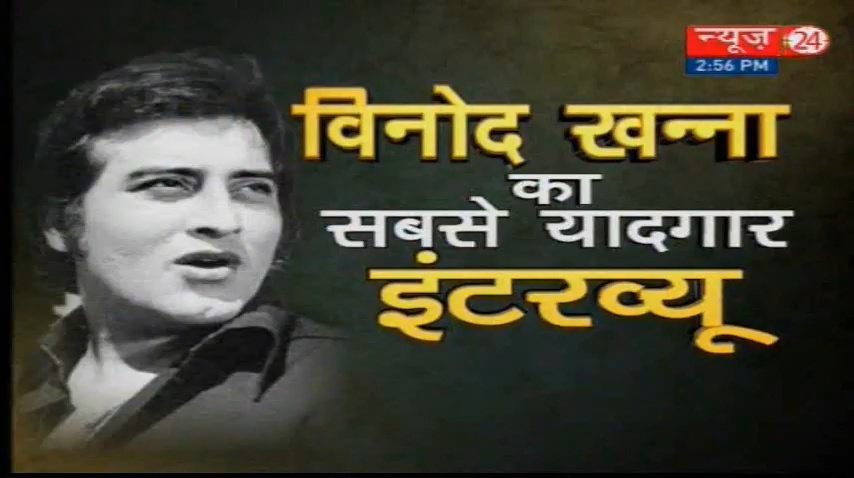 न्यूज़ 24
2:56 PM
विनोद खन्ना
का
सबसे यादगार
इंटरव्यू